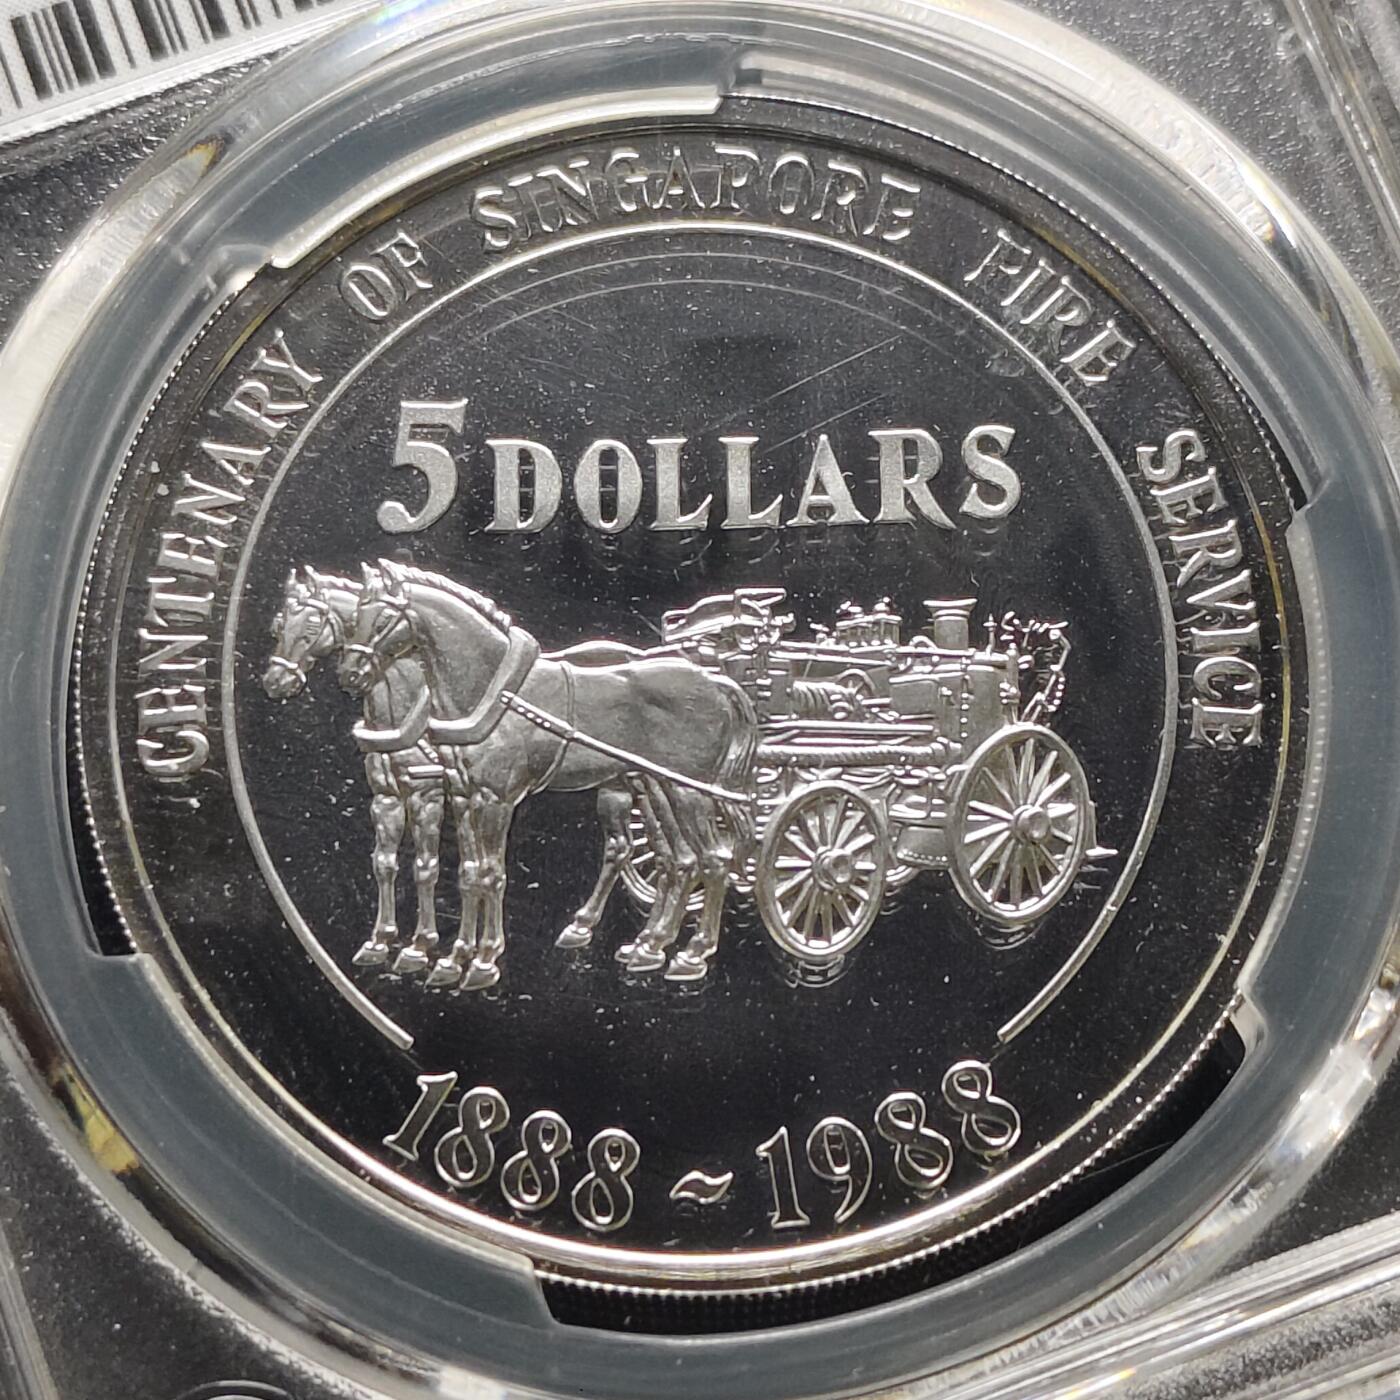 CENTENARY OF SINGAPORE FIRE SERVICE
5 DOLLARS
1888 ~ 1988